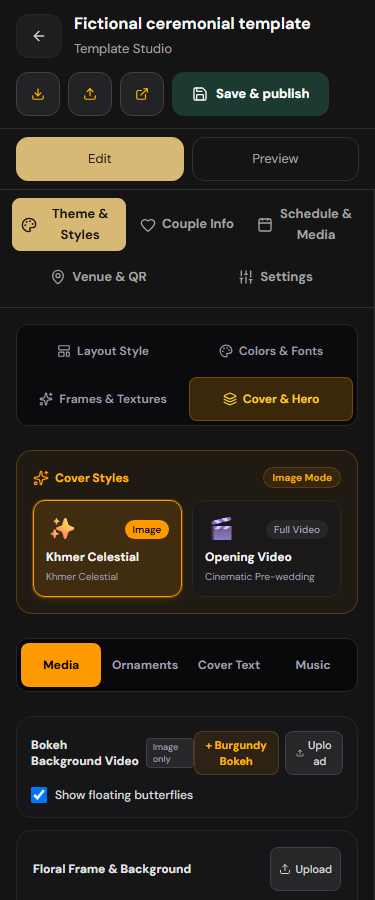 Fictional ceremonial template
Template Studio
Save & publish
Edit
Preview
Theme &
Styles
Couple Info
Schedule &
Media
Venue & QR
Settings
Layout Style
Colors & Fonts
Frames & Textures
Cover & Hero
Cover Styles
Image Mode
Image
Khmer Celestial
Khmer Celestial
Full Video
Opening Video
Cinematic Pre-wedding
Media
Ornaments
Cover Text
Music
Bokeh
Background Video
Image
only
+ Burgundy
Bokeh
Uplo
ad
Show floating butterflies
Floral Frame & Background
Upload